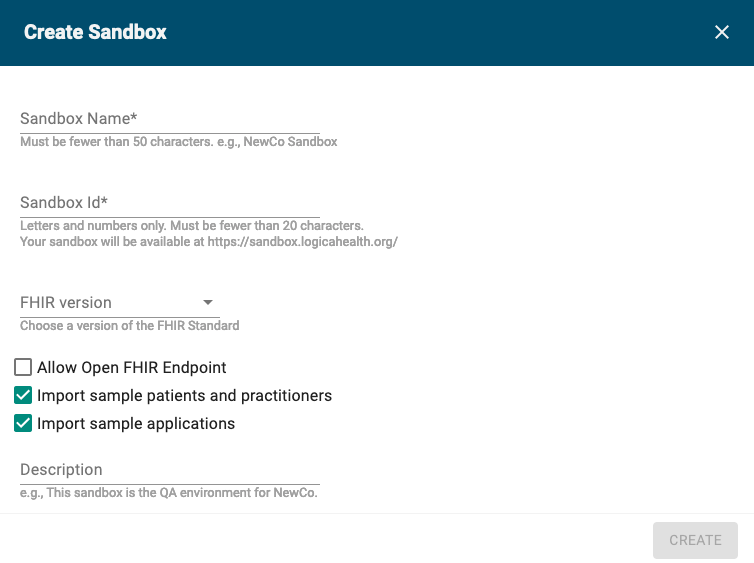 Create Sandbox
Sandbox Name*
Must be fewer than 50 characters. e.g., NewCo Sandbox
Sandbox Id*
Letters and numbers only. Must be fewer than 20 characters.
Your sandbox will be available at https://sandbox.logicahealth.org/
FHIR version
Choose a version of the FHIR Standard
Allow Open FHIR Endpoint
Import sample patients and practitioners
Import sample applications
Description
e.g., This sandbox is the QA environment for NewCo.
CREATE